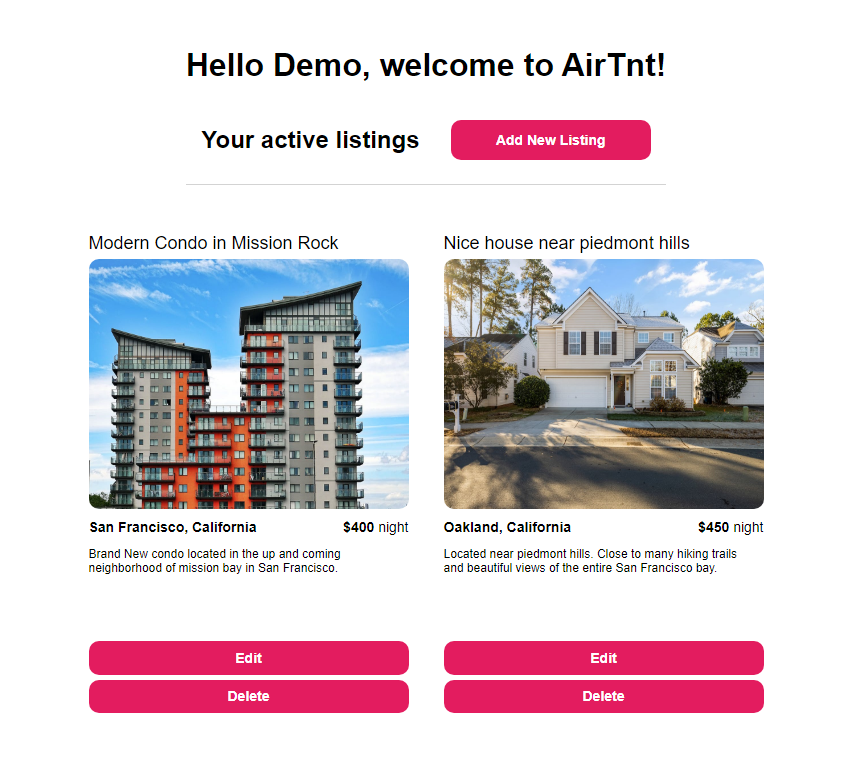 Hello Demo, welcome to AirTnt!
Your active listings
Add New Listing
Modern Condo in Mission Rock
San Francisco, California $400 night
Brand New condo located in the up and coming
neighborhood of mission bay in San Francisco.
Edit
Delete
Nice house near piedmont hills
Oakland, California $450 night
Located near piedmont hills. Close to many hiking trails
and beautiful views of the entire San Francisco bay.
Edit
Delete